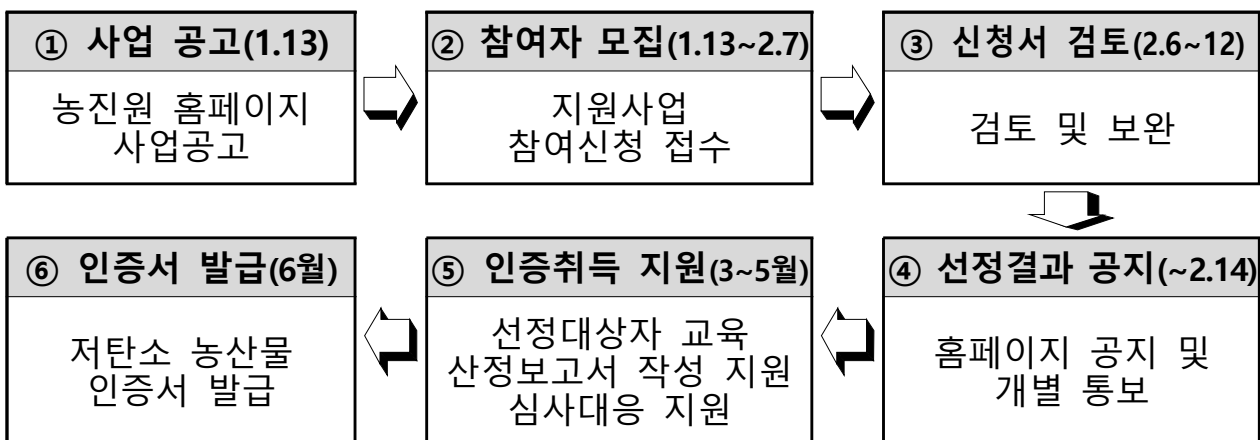 ① 사업 공고(1.13)
농진원 홈페이지
사업공고
② 참여자 모집(1.13~2.7)
지원사업
참여신청 접수
③ 신청서 검토(2.6~12)
검토 및 보완
④ 선정결과 공지(~2.14)
홈페이지 공지 및
개별 통보
⑤ 인증취득 지원(3~5월)
선정대상자 교육
산정보고서 작성 지원
심사대응 지원
⑥ 인증서 발급(6월)
저탄소 농산물
인증서 발급